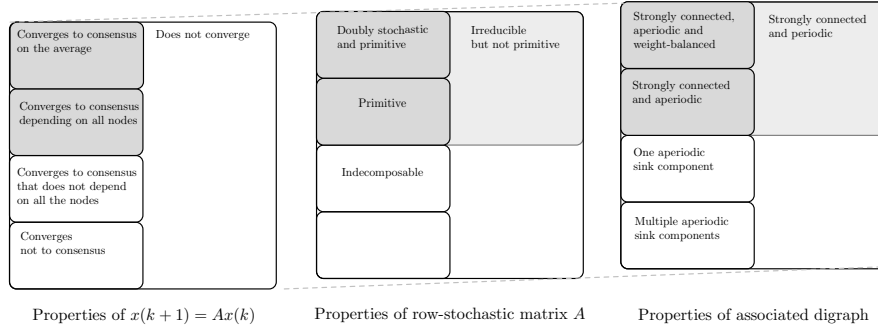 Converges to consensus
on the average
Does not converge
Converges to consensus
depending on all nodes
Converges to consensus
that does not depend
on all the nodes
Converges
not to consensus
Properties of x(k + 1) = Ax(k)
Doubly stochastic
and primitive
Irreducible
but not primitive
Primitive
Indecomposable
Properties of row-stochastic matrix A
Strongly connected,
aperiodic and
weight-balanced
Strongly connected
and periodic
Strongly connected
and aperiodic
One aperiodic
sink component
Multiple aperiodic
sink components
Properties of associated digraph